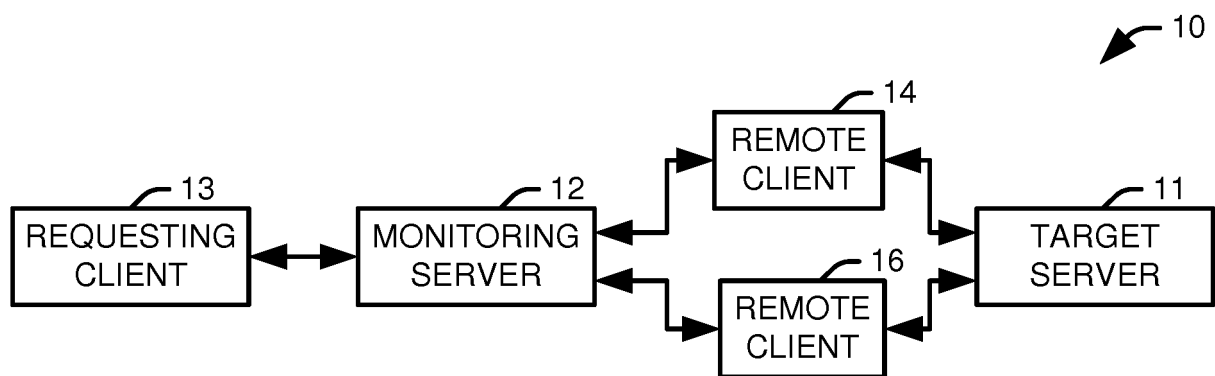 10
14
REMOTE
CLIENT
13
REQUESTING
CLIENT
12
MONITORING
SERVER
11
TARGET
SERVER
16
REMOTE
CLIENT